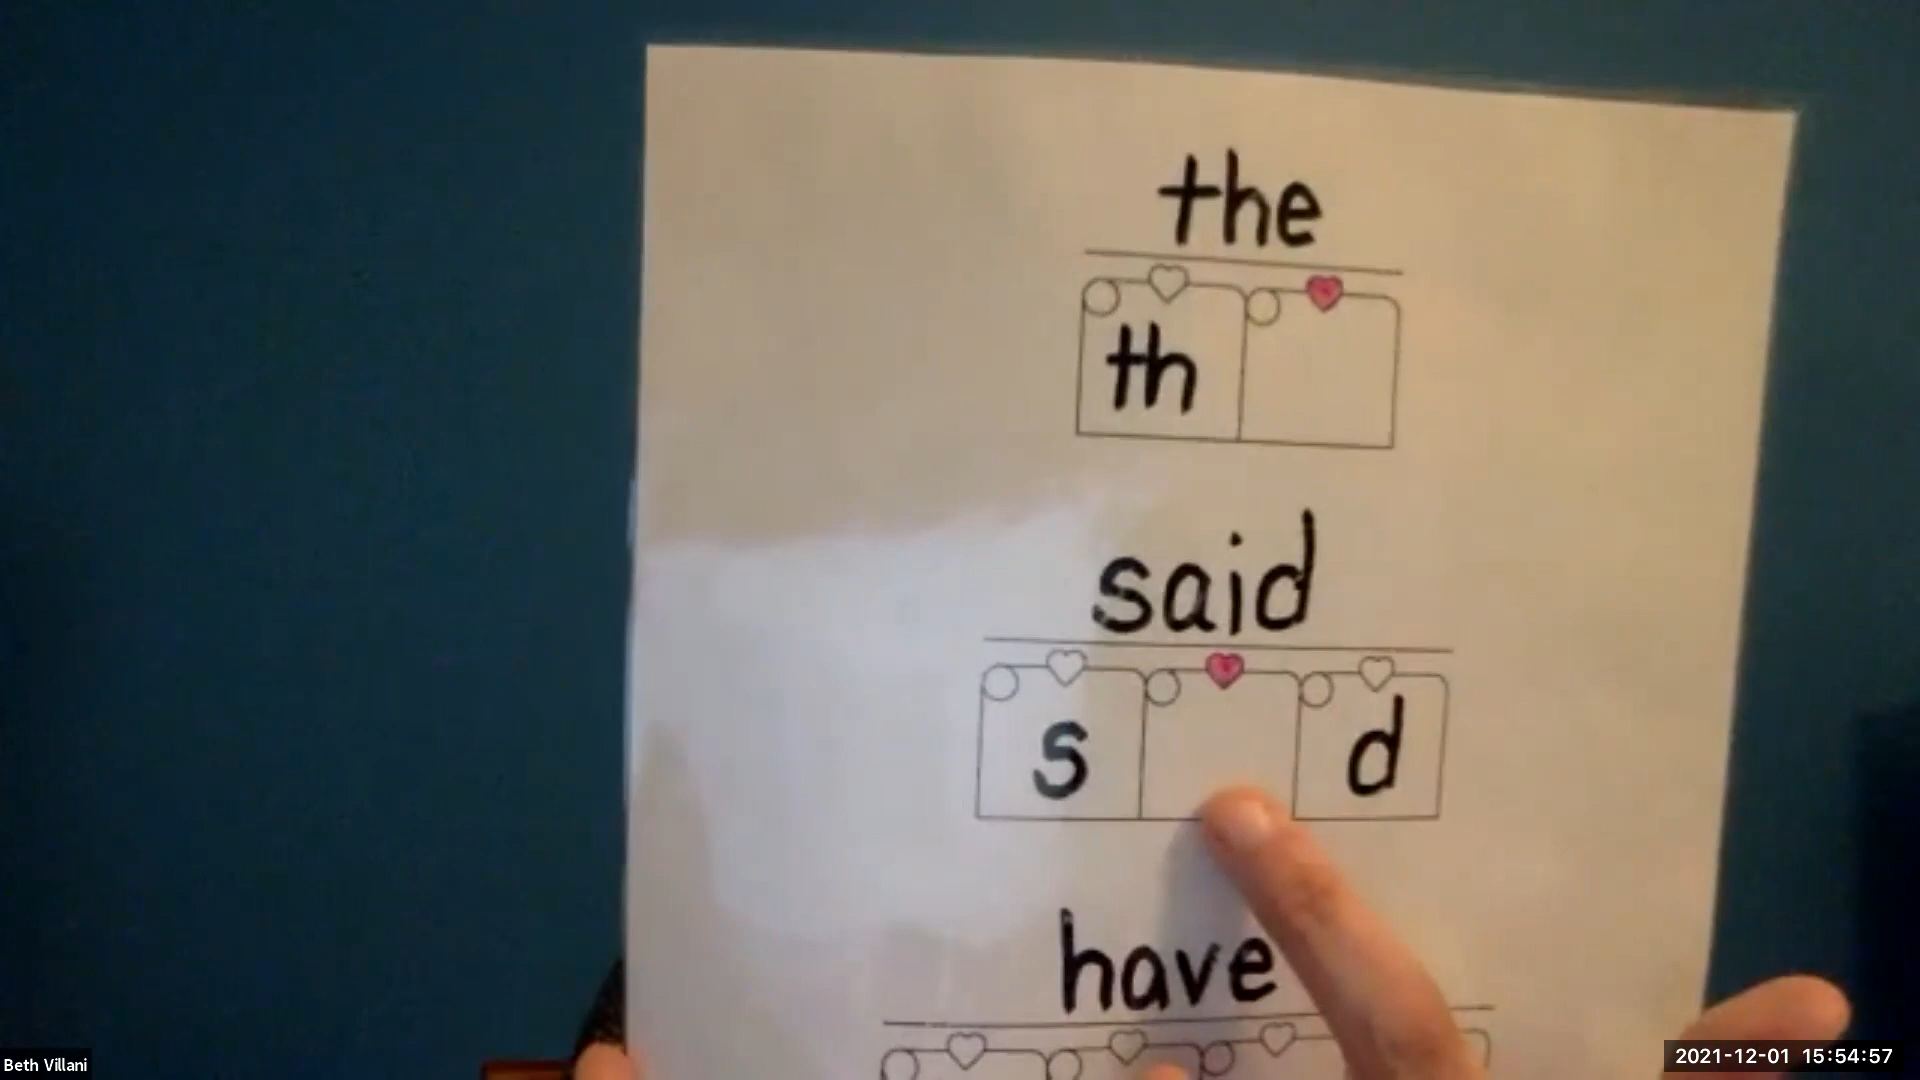 the
th
said
s d
have
Beth Villani
2021-12-01 15:54:57